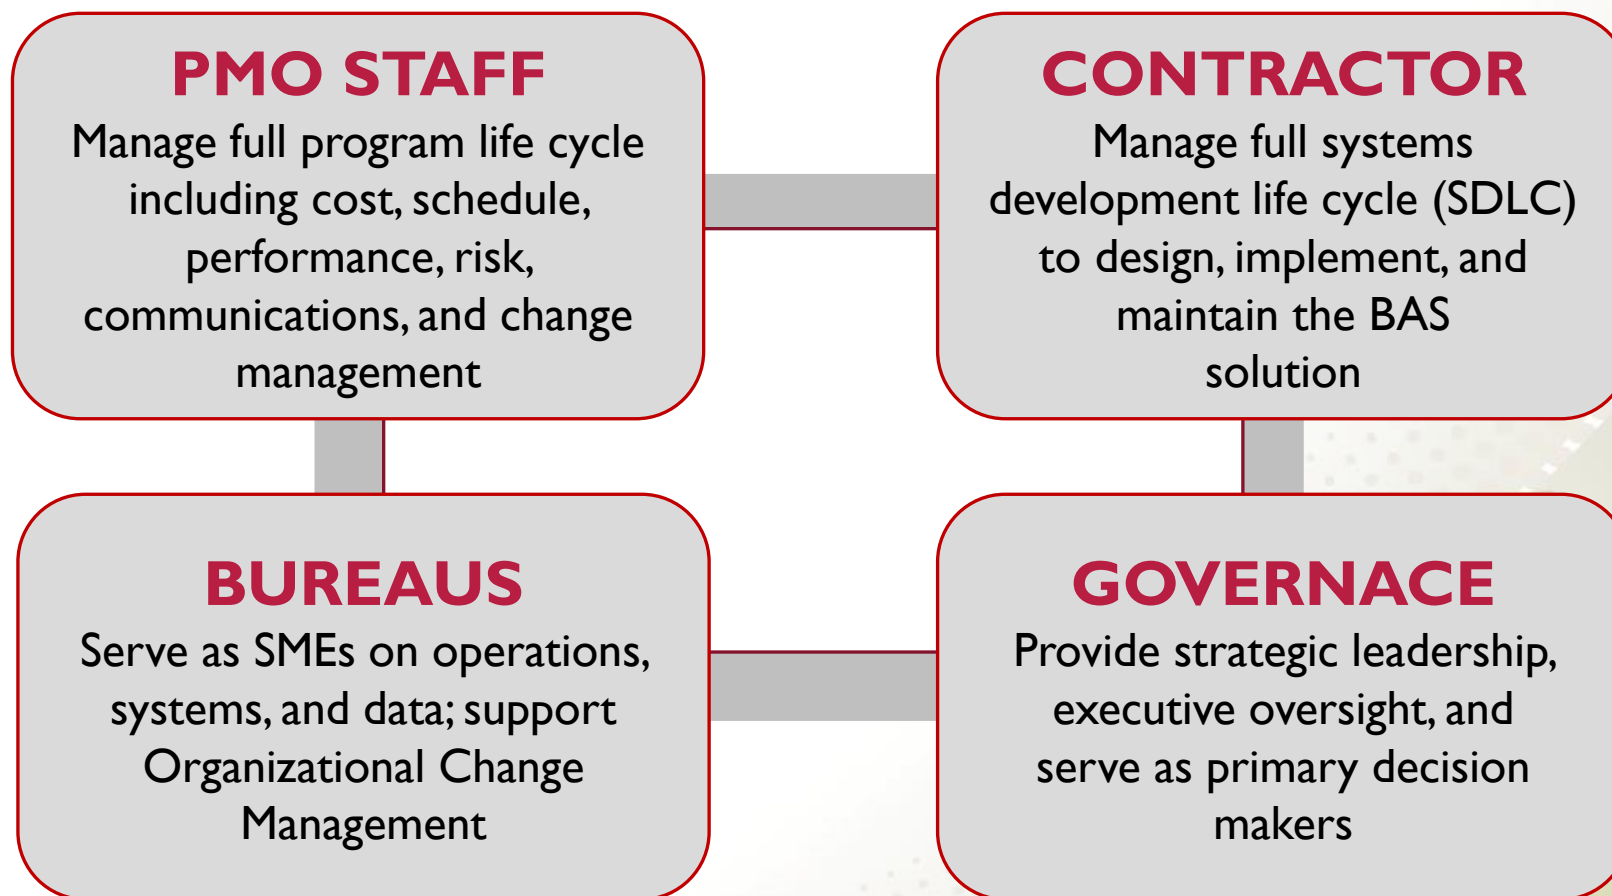 PMO STAFF
Manage full program life cycle
including cost, schedule,
performance, risk,
communications, and change
management
CONTRACTOR
Manage full systems
development life cycle (SDLC)
to design, implement, and
maintain the BAS
solution
BUREAUS
Serve as SMEs on operations,
systems, and data; support
Organizational Change
Management
GOVERNACE
Provide strategic leadership,
executive oversight, and
serve as primary decision
makers